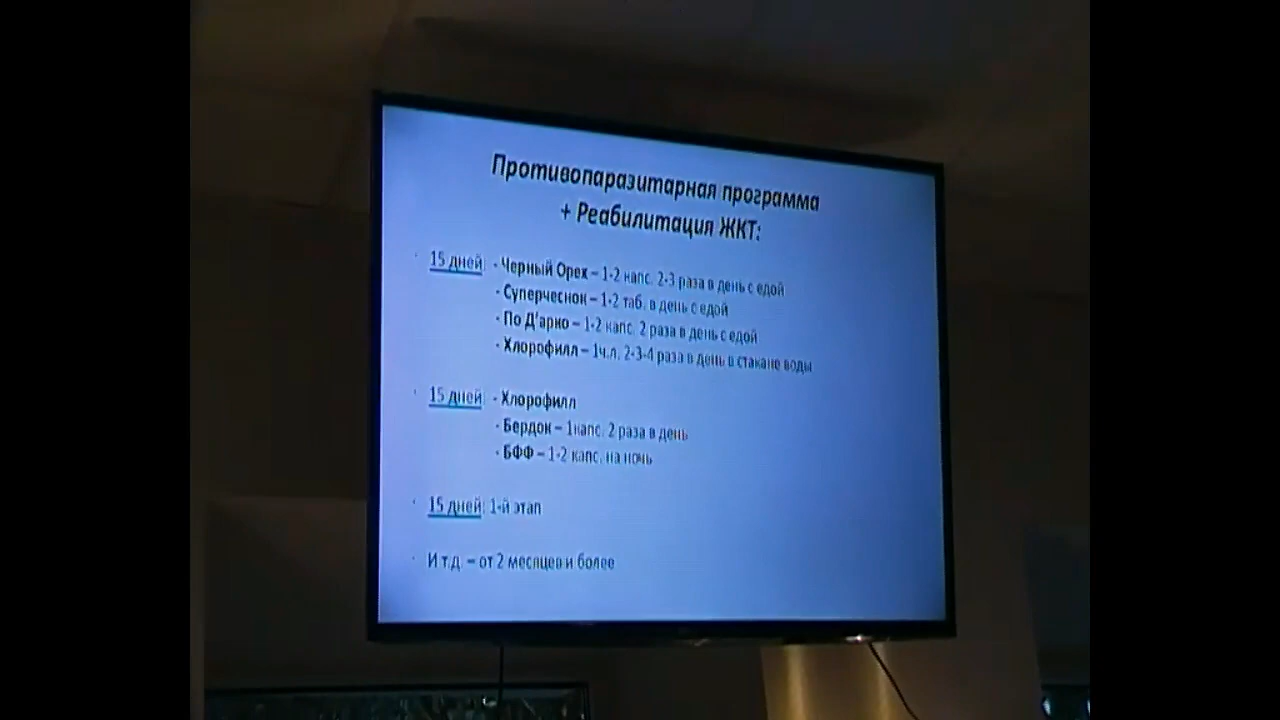 Противопаразитарная программа
+ Реабилитация ЖКТ:
· 15 дней: - Черный Орех – 1-2 капс. 2-3 раза в день с едой
- Суперчеснок – 1-2 таб. в день с едой
- По Д'арко – 1-2 капс. 2 раза в день с едой
- Хлорофилл – 1ч.л. 2-3-4 раза в день в стакане воды
· 15 дней: - Хлорофилл
- Бердок – 1капс. 2 раза в день
- БФФ – 1-2 капс. на ночь
· 15 дней: 1-й этап
· И т.д. – от 2 месяцев и более